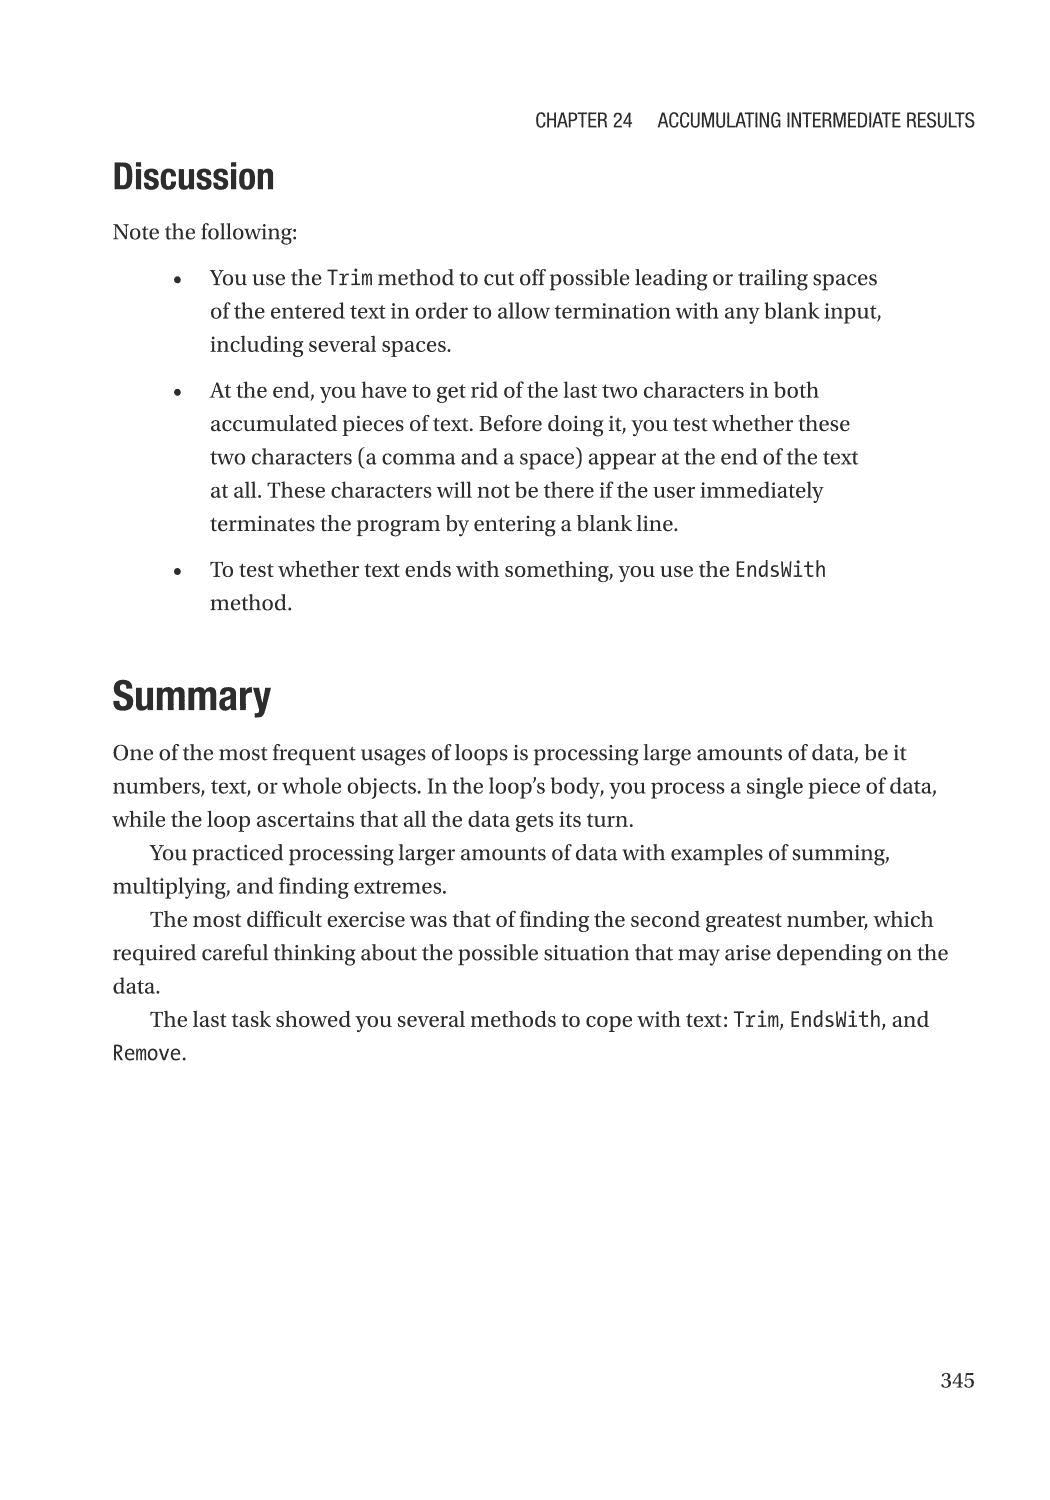 CHAPTER 24 ACCUMULATING INTERMEDIATE RESULTS
Discussion
Note the following:
• You use the Trim method to cut off possible leading or trailing spaces
of the entered text in order to allow termination with any blank input,
including several spaces.
• At the end, you have to get rid of the last two characters in both
accumulated pieces of text. Before doing it, you test whether these
two characters (a comma and a space) appear at the end of the text
at all. These characters will not be there if the user immediately
terminates the program by entering a blank line.
• To test whether text ends with something, you use the EndsWith
method.
Summary
One of the most frequent usages of loops is processing large amounts of data, be it
numbers, text, or whole objects. In the loop’s body, you process a single piece of data,
while the loop ascertains that all the data gets its turn.
You practiced processing larger amounts of data with examples of summing,
multiplying, and finding extremes.
The most difficult exercise was that of finding the second greatest number, which
required careful thinking about the possible situation that may arise depending on the
data.
The last task showed you several methods to cope with text: Trim, EndsWith, and
Remove.
345